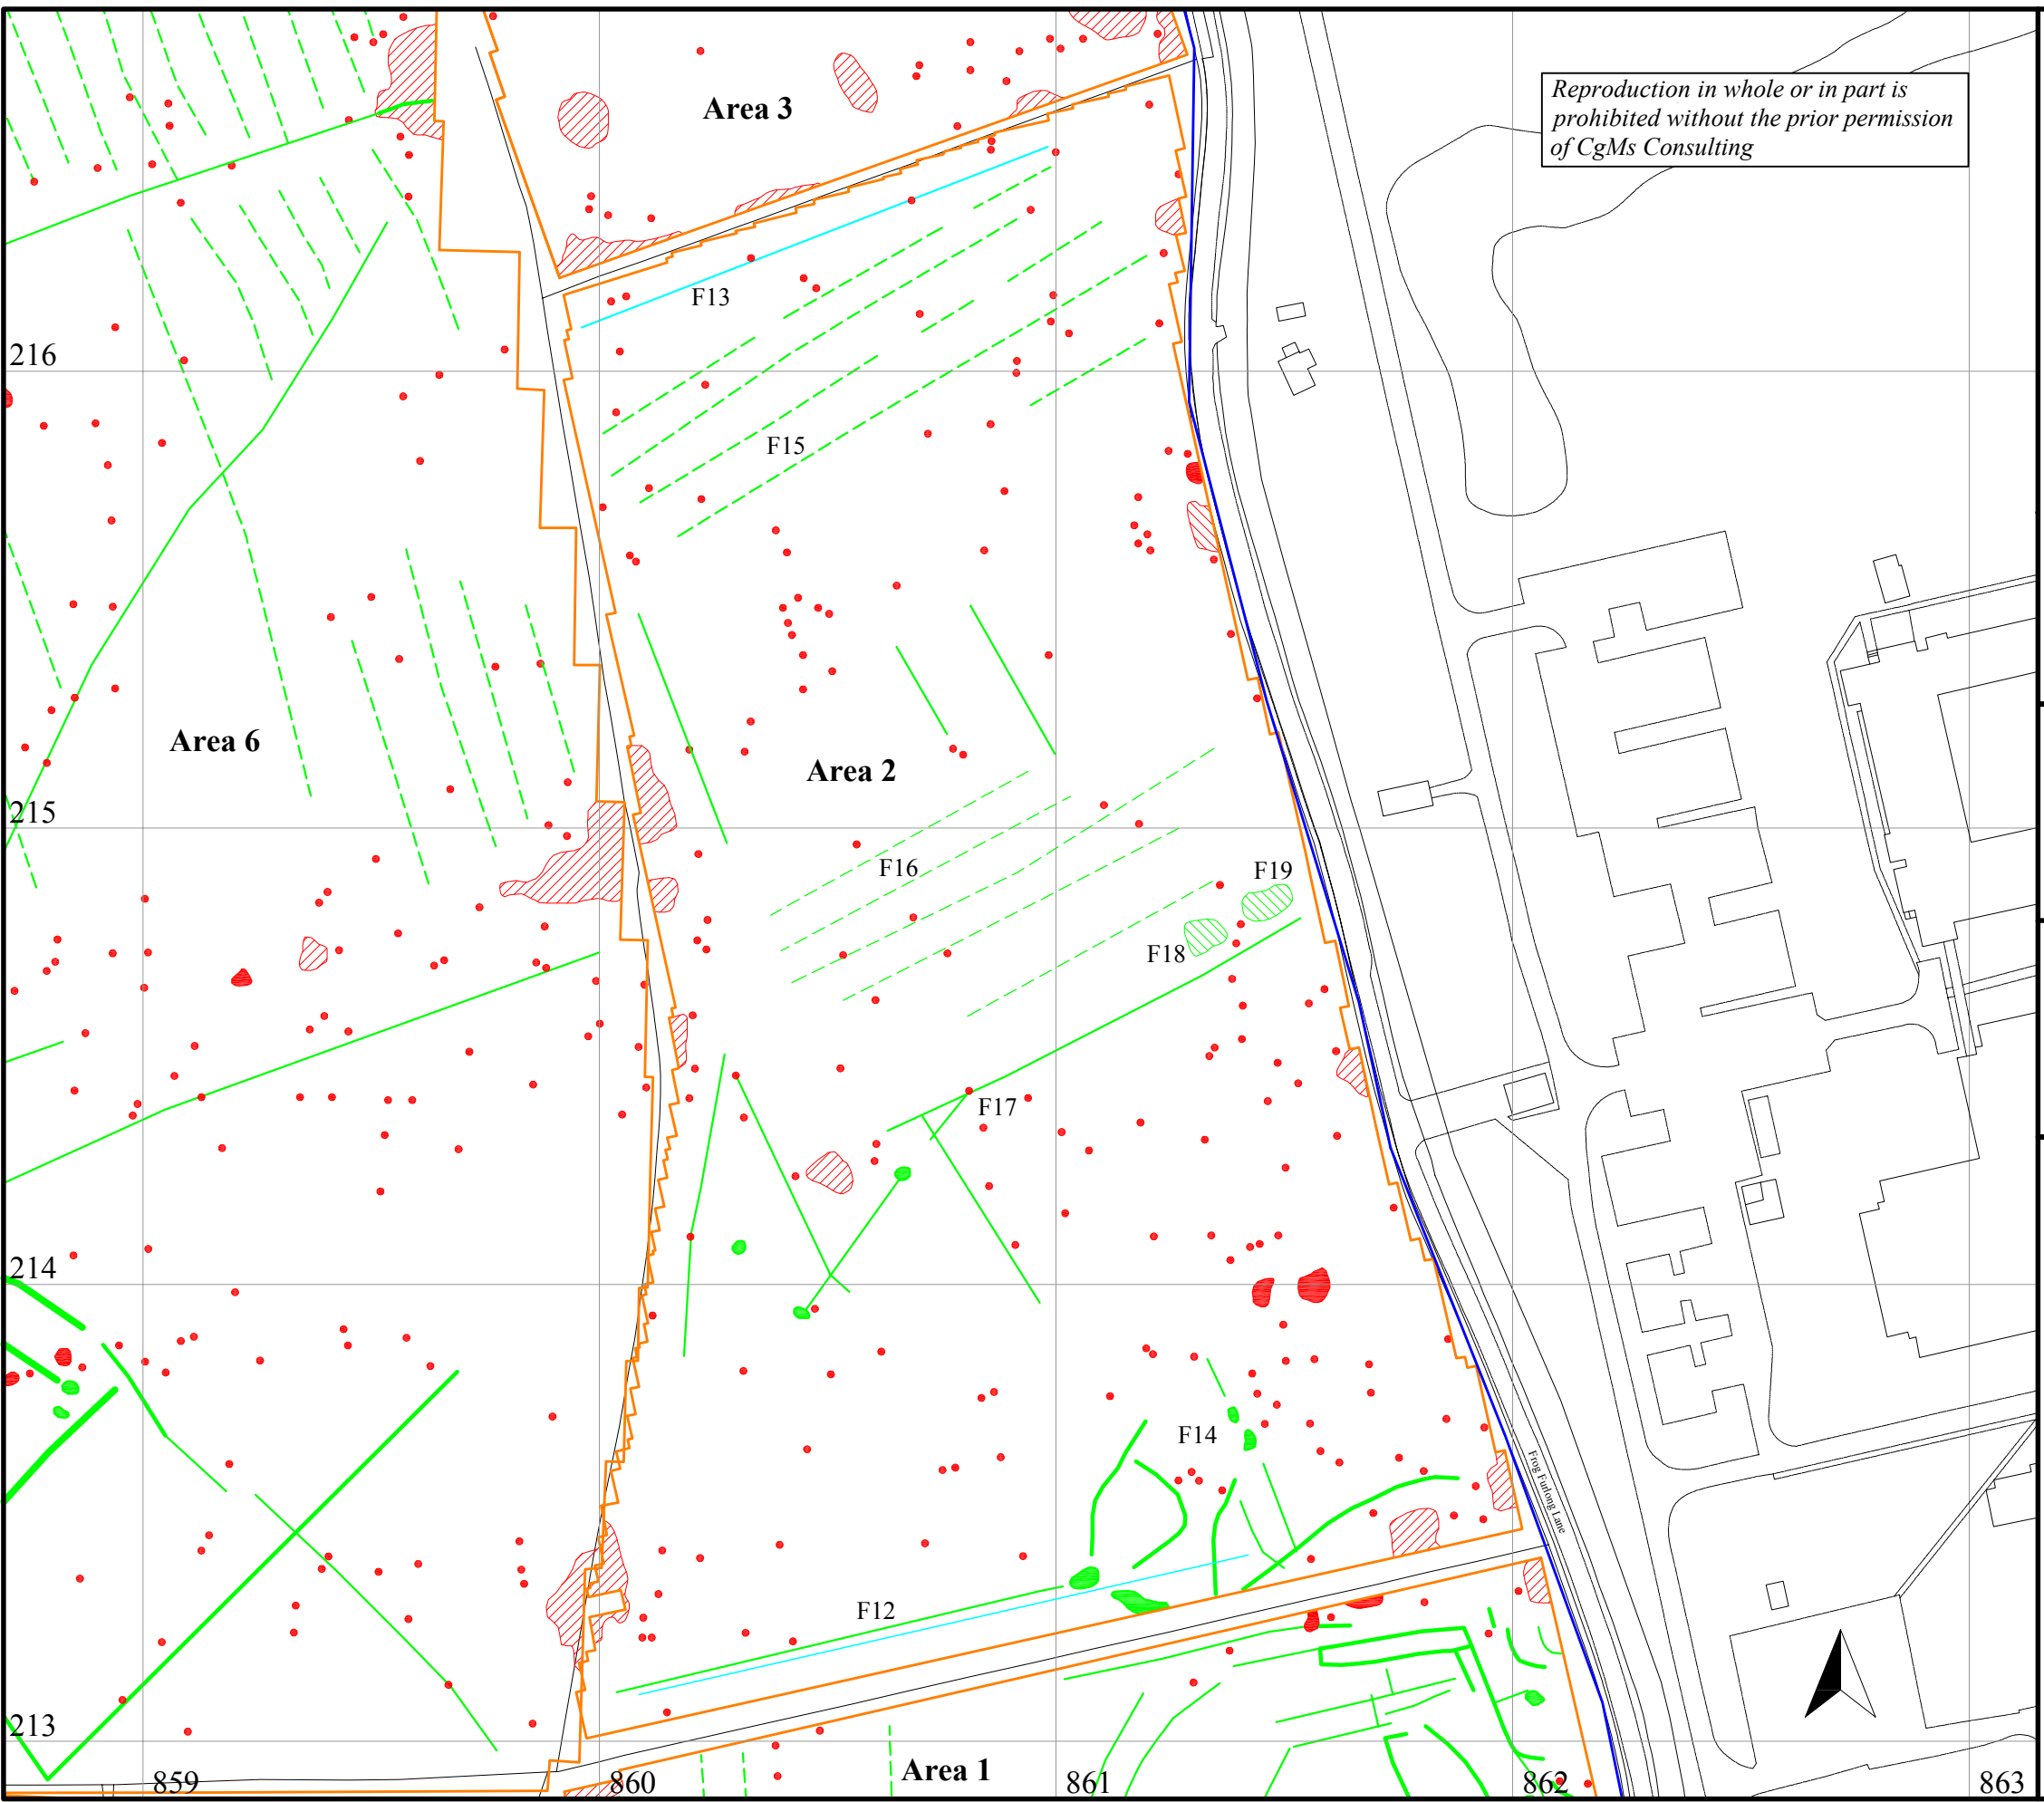 Reproduction in whole or in part is
prohibited without the prior permission
of CgMs Consulting
Area 3
F13
216
F15
Area 6
Area 2
215
F16
F19
F18
F17
214
F14
Frog Furlong Lane
F12
213
Area 1
859
860
861
862
863